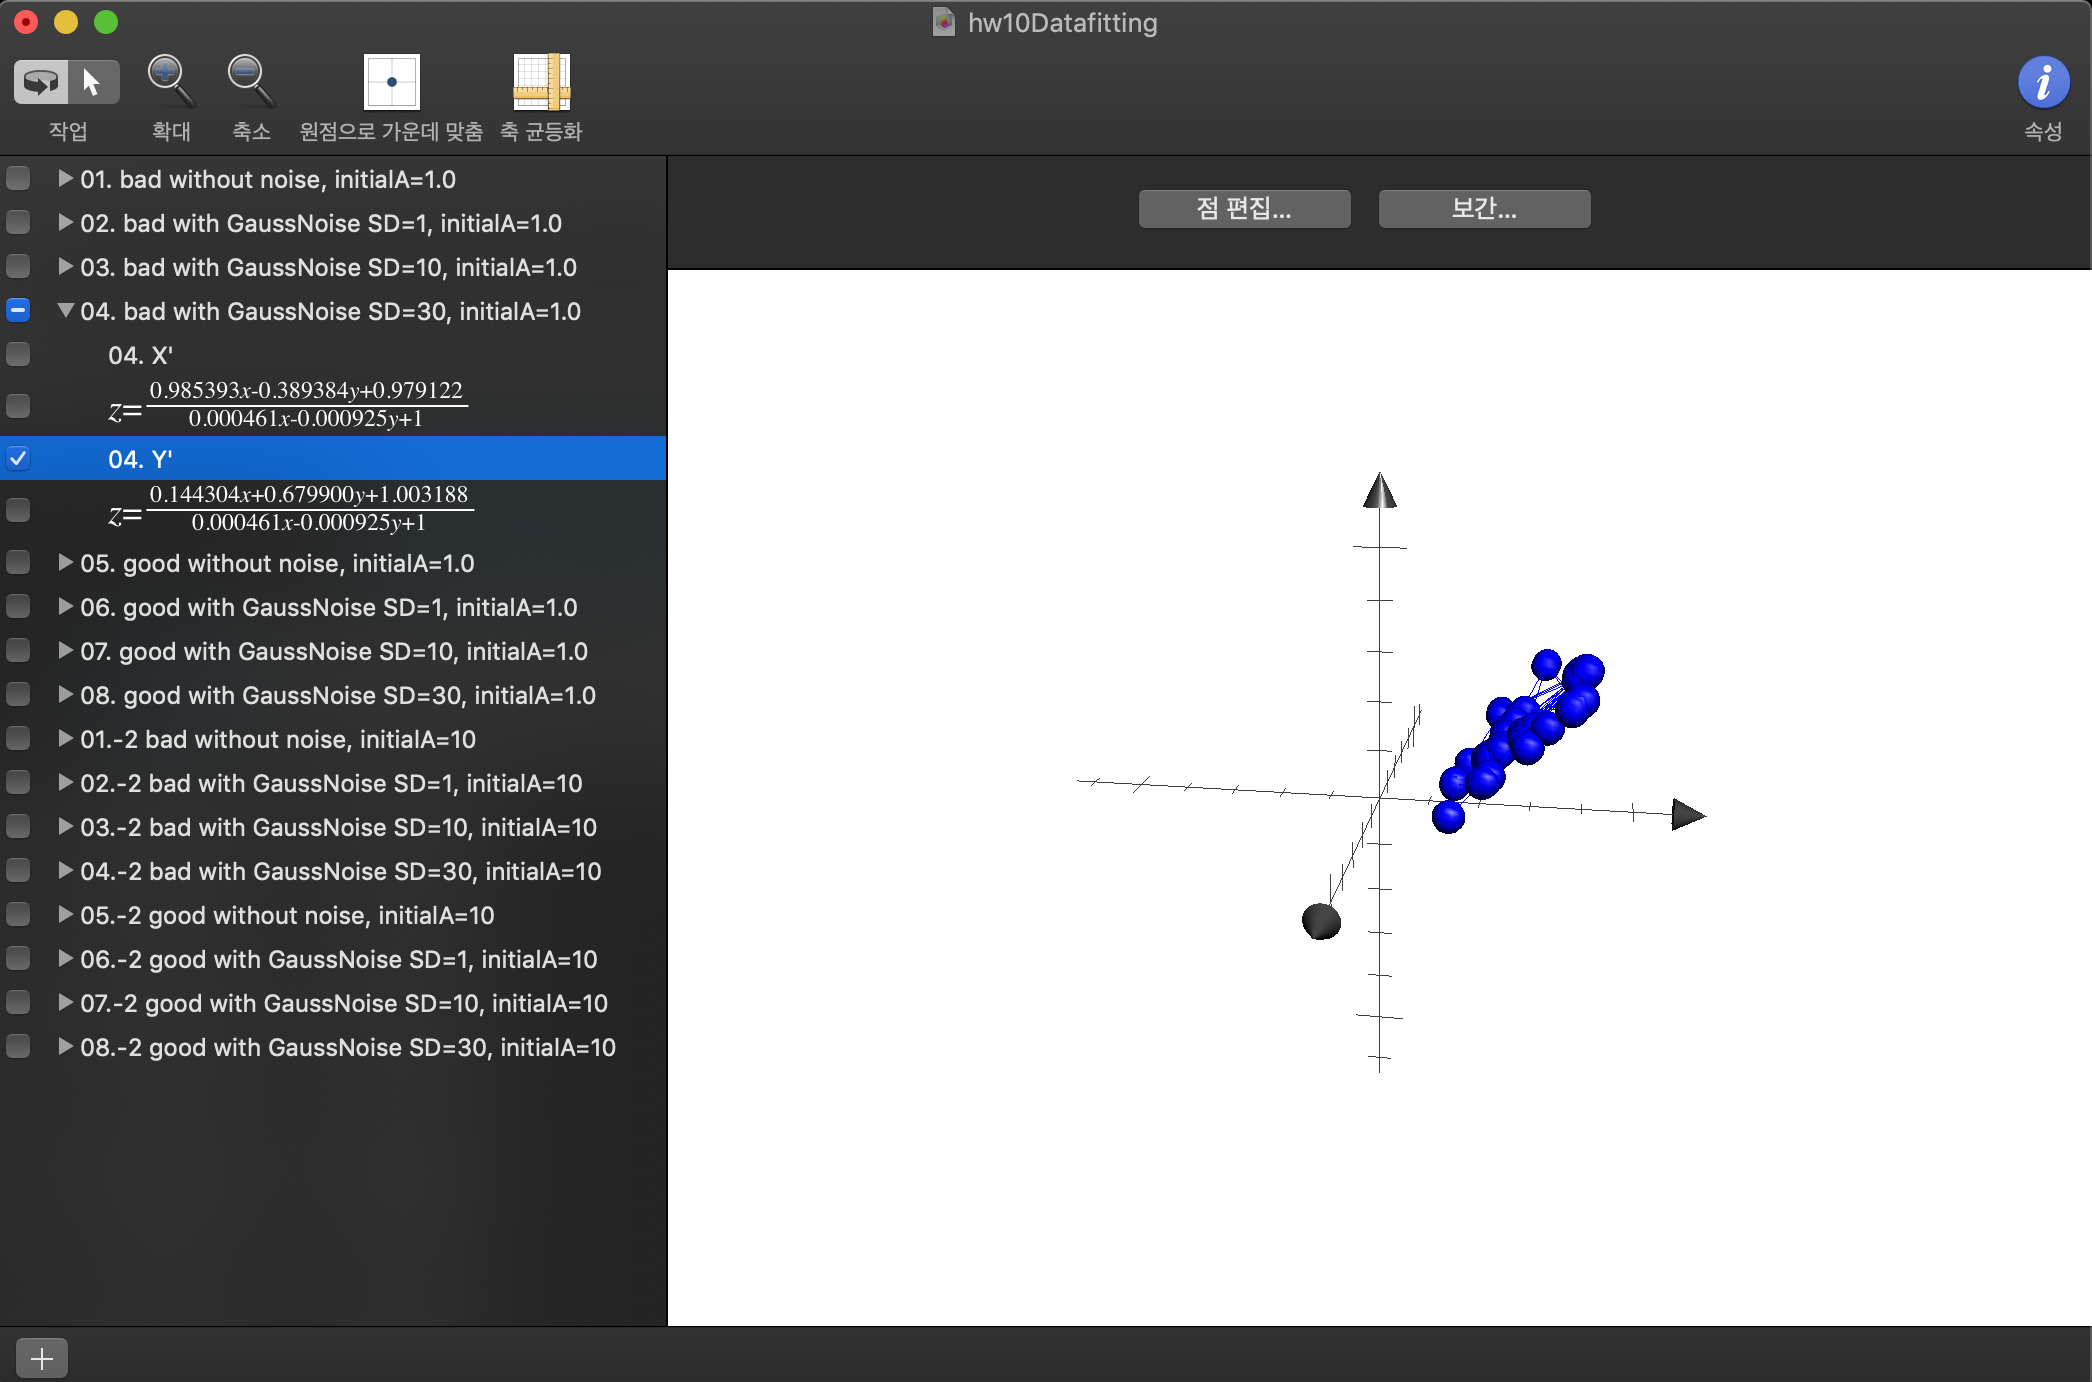 hw10Datafitting
작업
확대
축소
원점으로 가운데 맞춤
축 균등화
속성
01. bad without noise, initialA=1.0
02. bad with GaussNoise SD=1, initialA=1.0
03. bad with GaussNoise SD=10, initialA=1.0
04. bad with GaussNoise SD=30, initialA=1.0
04. X'
z=
0.985393x-0.389384y+0.979122
0.000461x-0.000925y+1
04. Y'
z=
0.144304x+0.679900y+1.003188
0.000461x-0.000925y+1
05. good without noise, initialA=1.0
06. good with GaussNoise SD=1, initialA=1.0
07. good with GaussNoise SD=10, initialA=1.0
08. good with GaussNoise SD=30, initialA=1.0
01.-2 bad without noise, initialA=10
02.-2 bad with GaussNoise SD=1, initialA=10
03.-2 bad with GaussNoise SD=10, initialA=10
04.-2 bad with GaussNoise SD=30, initialA=10
05.-2 good without noise, initialA=10
06.-2 good with GaussNoise SD=1, initialA=10
07.-2 good with GaussNoise SD=10, initialA=10
08.-2 good with GaussNoise SD=30, initialA=10
점 편집...
보간...